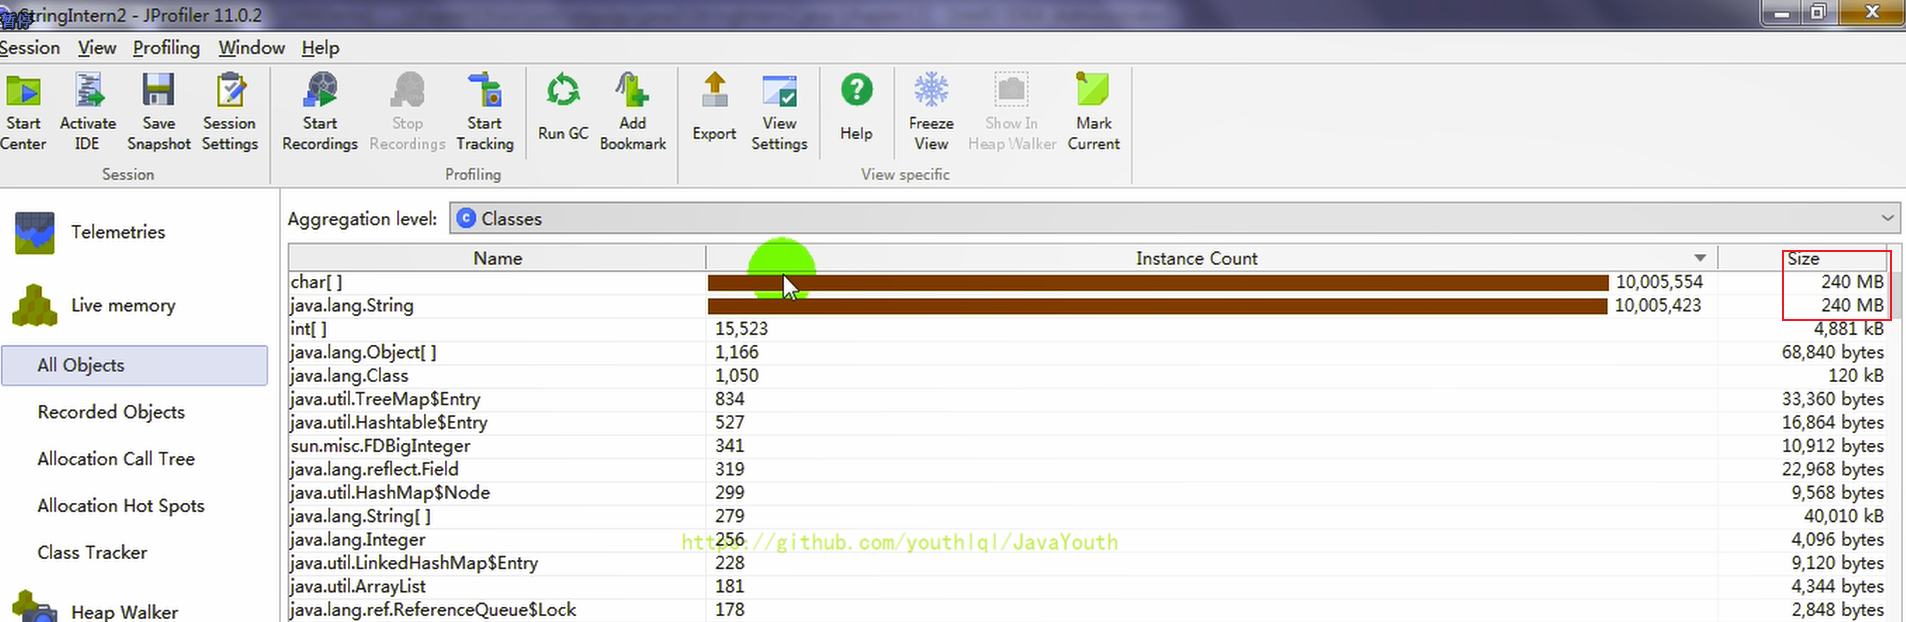 暂停
StringIntern2 - JProfiler 11.0.2
Session View Profiling Window Help
Start Center
Activate IDE
Save Snapshot
Session Settings
Start Recordings
Stop Recordings
Start Tracking
Run GC
Add Bookmark
Export
View Settings
Help
Freeze View
Show In Heap Walker
Mark Current
Session
Profiling
View specific
Telemetries
Live memory
All Objects
Recorded Objects
Allocation Call Tree
Allocation Hot Spots
Class Tracker
Heap Walker
Aggregation level: Classes
Name Instance Count Size
char[ ] 10,005,554 240 MB
java.lang.String 10,005,423 240 MB
int[ ] 15,523 4,881 kB
java.lang.Object[ ] 1,166 68,840 bytes
java.lang.Class 1,050 120 kB
java.util.TreeMap$Entry 834 33,360 bytes
java.util.Hashtable$Entry 527 16,864 bytes
sun.misc.FDBigInteger 341 10,912 bytes
java.lang.reflect.Field 319 22,968 bytes
java.util.HashMap$Node 299 9,568 bytes
java.lang.String[ ] 279 40,010 kB
java.lang.Integer 256 4,096 bytes
https://github.com/youthlql/JavaYouth
java.util.LinkedHashMap$Entry 228 9,120 bytes
java.util.ArrayList 181 4,344 bytes
java.lang.ref.ReferenceQueue$Lock 178 2,848 bytes